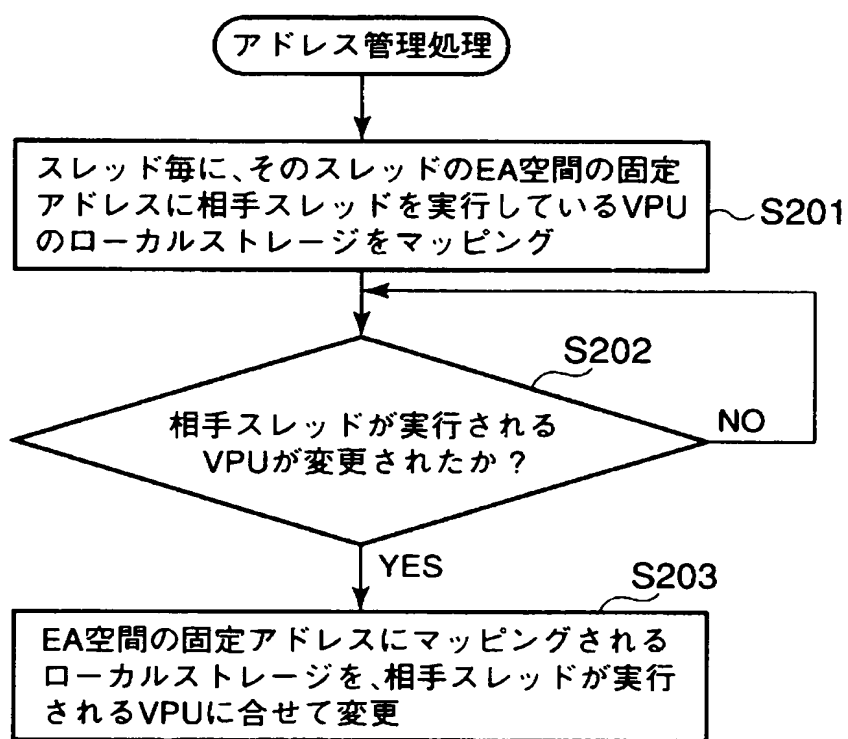 アドレス管理処理
スレッド毎に、そのスレッドのEA空間の固定
アドレスに相手スレッドを実行しているVPU
のローカルストレージをマッピング
S201
S202
相手スレッドが実行される
VPUが変更されたか？
NO
YES
S203
EA空間の固定アドレスにマッピングされる
ローカルストレージを、相手スレッドが実行
されるVPUに合せて変更